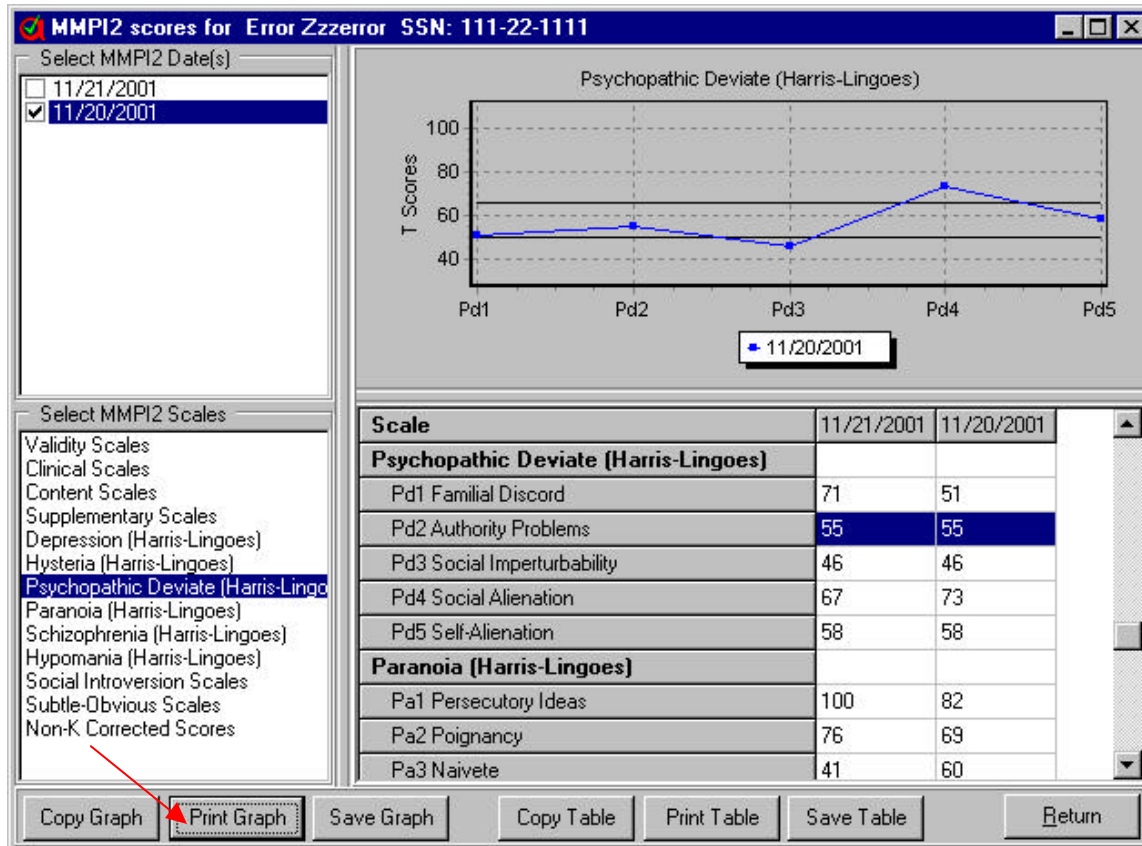 MMPI2 scores for Error Zzzerror SSN: 111-22-1111
Select MMPI2 Date(s)
11/21/2001
11/20/2001
Psychopathic Deviate (Harris-Lingoes)
T Scores
100
80
60
40
Pd1 Pd2 Pd3 Pd4 Pd5
11/20/2001
Select MMPI2 Scales
Validity Scales
Clinical Scales
Content Scales
Supplementary Scales
Depression (Harris-Lingoes)
Hysteria (Harris-Lingoes)
Psychopathic Deviate (Harris-Lingo
Paranoia (Harris-Lingoes)
Schizophrenia (Harris-Lingoes)
Hypomania (Harris-Lingoes)
Social Introversion Scales
Subtle-Obvious Scales
Non-K Corrected Scores
Scale 11/21/2001 11/20/2001
Psychopathic Deviate (Harris-Lingoes)
Pd1 Familial Discord 71 51
Pd2 Authority Problems 55 55
Pd3 Social Imperturbability 46 46
Pd4 Social Alienation 67 73
Pd5 Self-Alienation 58 58
Paranoia (Harris-Lingoes)
Pa1 Persecutory Ideas 100 82
Pa2 Poignancy 76 69
Pa3 Naivete 41 60
Copy Graph Print Graph Save Graph Copy Table Print Table Save Table Return